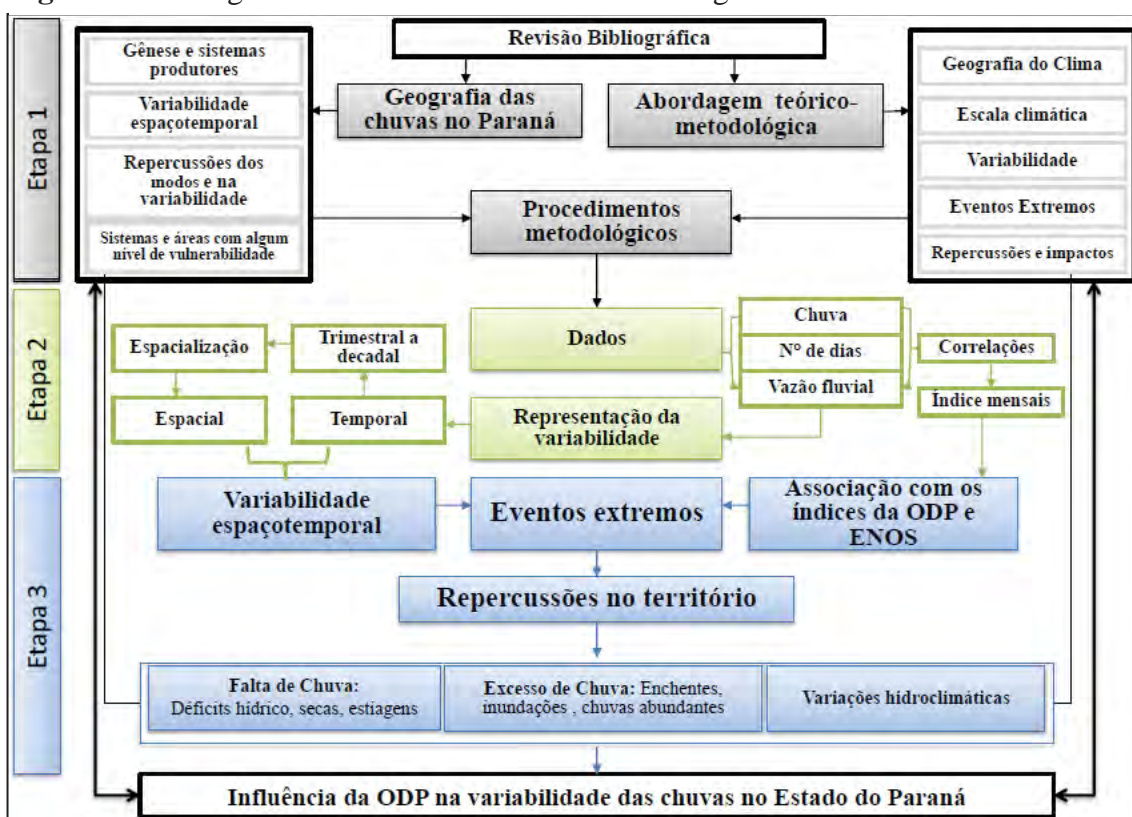 Revisão Bibliográfica
Etapa 1
Gênese e sistemas
produtores
Variabilidade
espaçotemporal
Repercussões dos
modos e na
variabilidade
Sistemas e áreas com algum
nível de vulnerabilidade
Geografia das
chuvas no Paraná
Abordagem teórico-
metodológica
Geografia do Clima
Escala climática
Variabilidade
Eventos Extremos
Repercussões e impactos
Procedimentos
metodológicos
Etapa 2
Espacialização
Trimestral a
decadal
Espacial
Temporal
Dados
Representação da
variabilidade
Chuva
N° de dias
Vazão fluvial
Correlações
Índice mensais
Etapa 3
Variabilidade
espaçotemporal
Eventos extremos
Associação com os
índices da ODP e
ENOS
Repercussões no território
Falta de Chuva:
Déficits hídrico, secas, estiagens
Excesso de Chuva: Enchentes,
inundações , chuvas abundantes
Variações hidroclimáticas
Influência da ODP na variabilidade das chuvas no Estado do Paraná